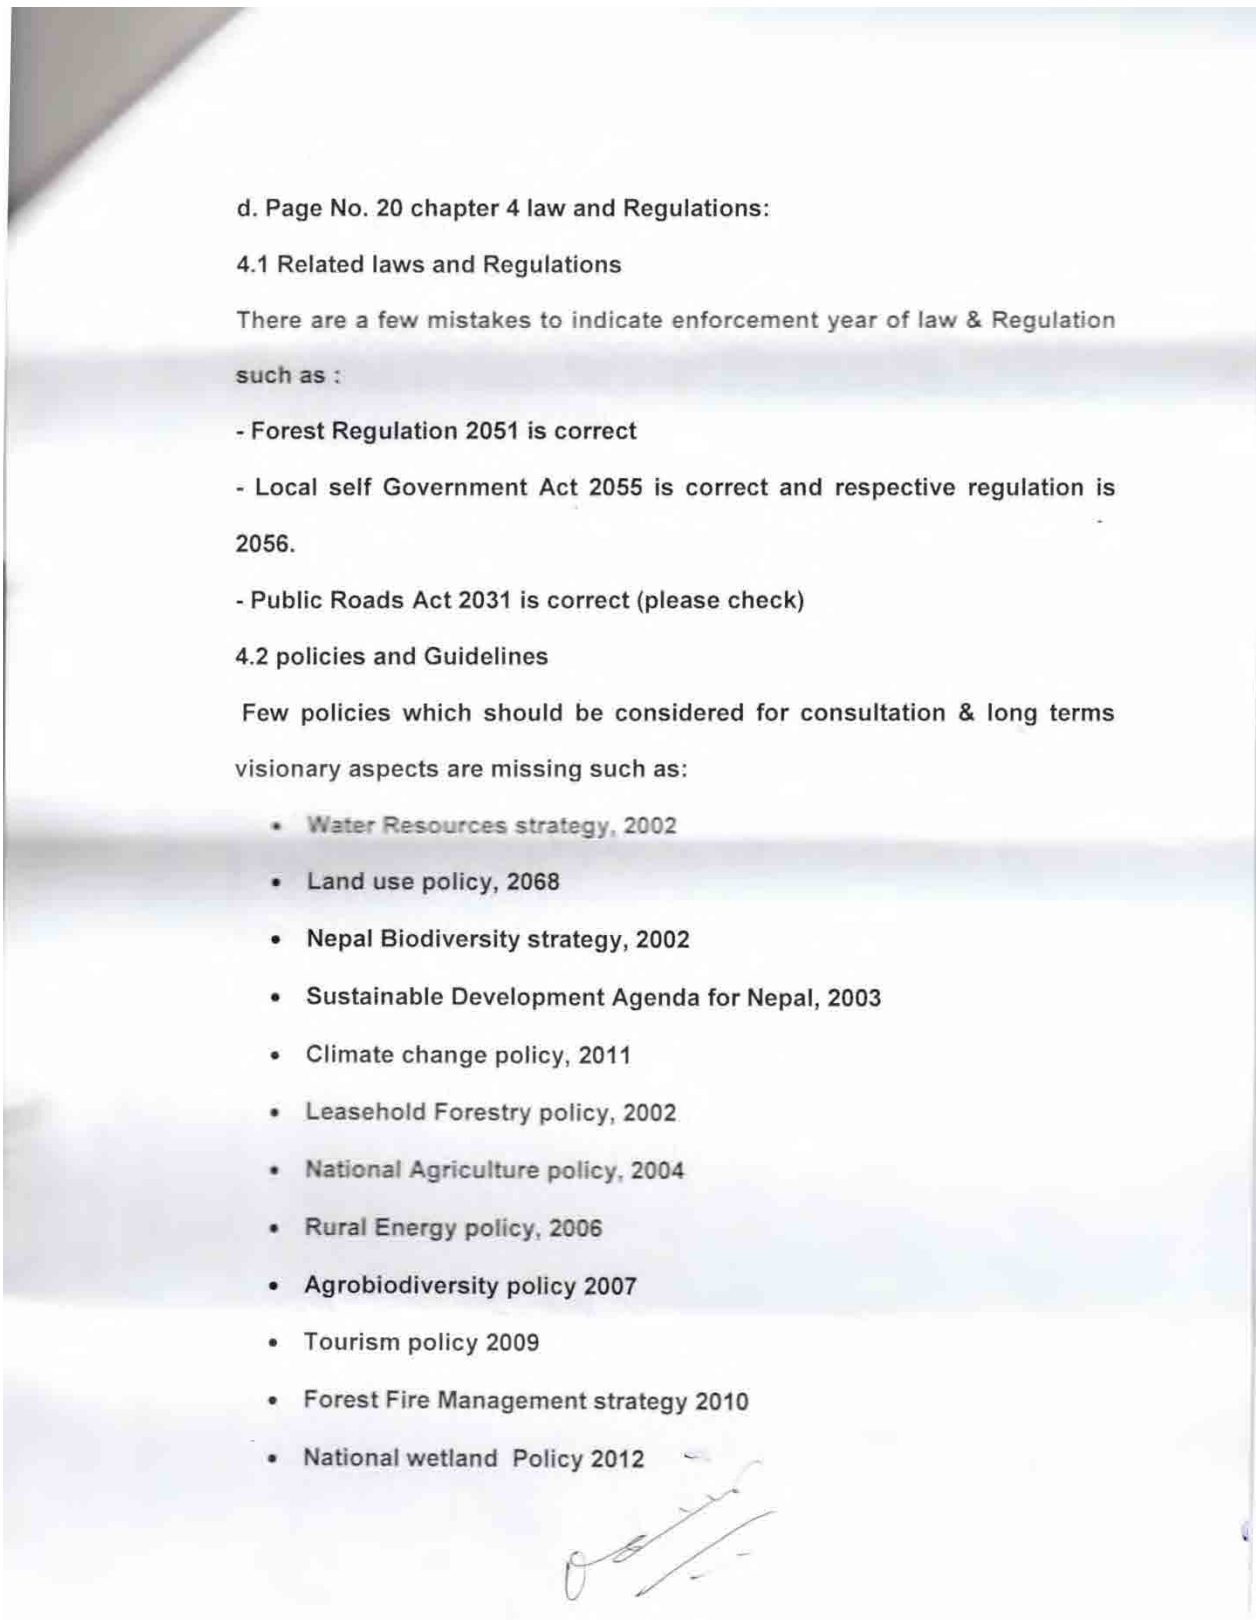 d. Page No. 20 chapter 4 law and Regulations:
4.1 Related laws and Regulations
There are a few mistakes to indicate enforcement year of law & Regulation
such as :
- Forest Regulation 2051 is correct
- Local self Government Act 2055 is correct and respective regulation is
2056.
- Public Roads Act 2031 is correct (please check)
4.2 policies and Guidelines
Few policies which should be considered for consultation & long terms
visionary aspects are missing such as:
• Water Resources strategy, 2002
• Land use policy, 2068
• Nepal Biodiversity strategy, 2002
• Sustainable Development Agenda for Nepal, 2003
• Climate change policy, 2011
• Leasehold Forestry policy, 2002
• National Agriculture policy, 2004
• Rural Energy policy, 2006
• Agrobiodiversity policy 2007
• Tourism policy 2009
• Forest Fire Management strategy 2010
• National wetland Policy 2012